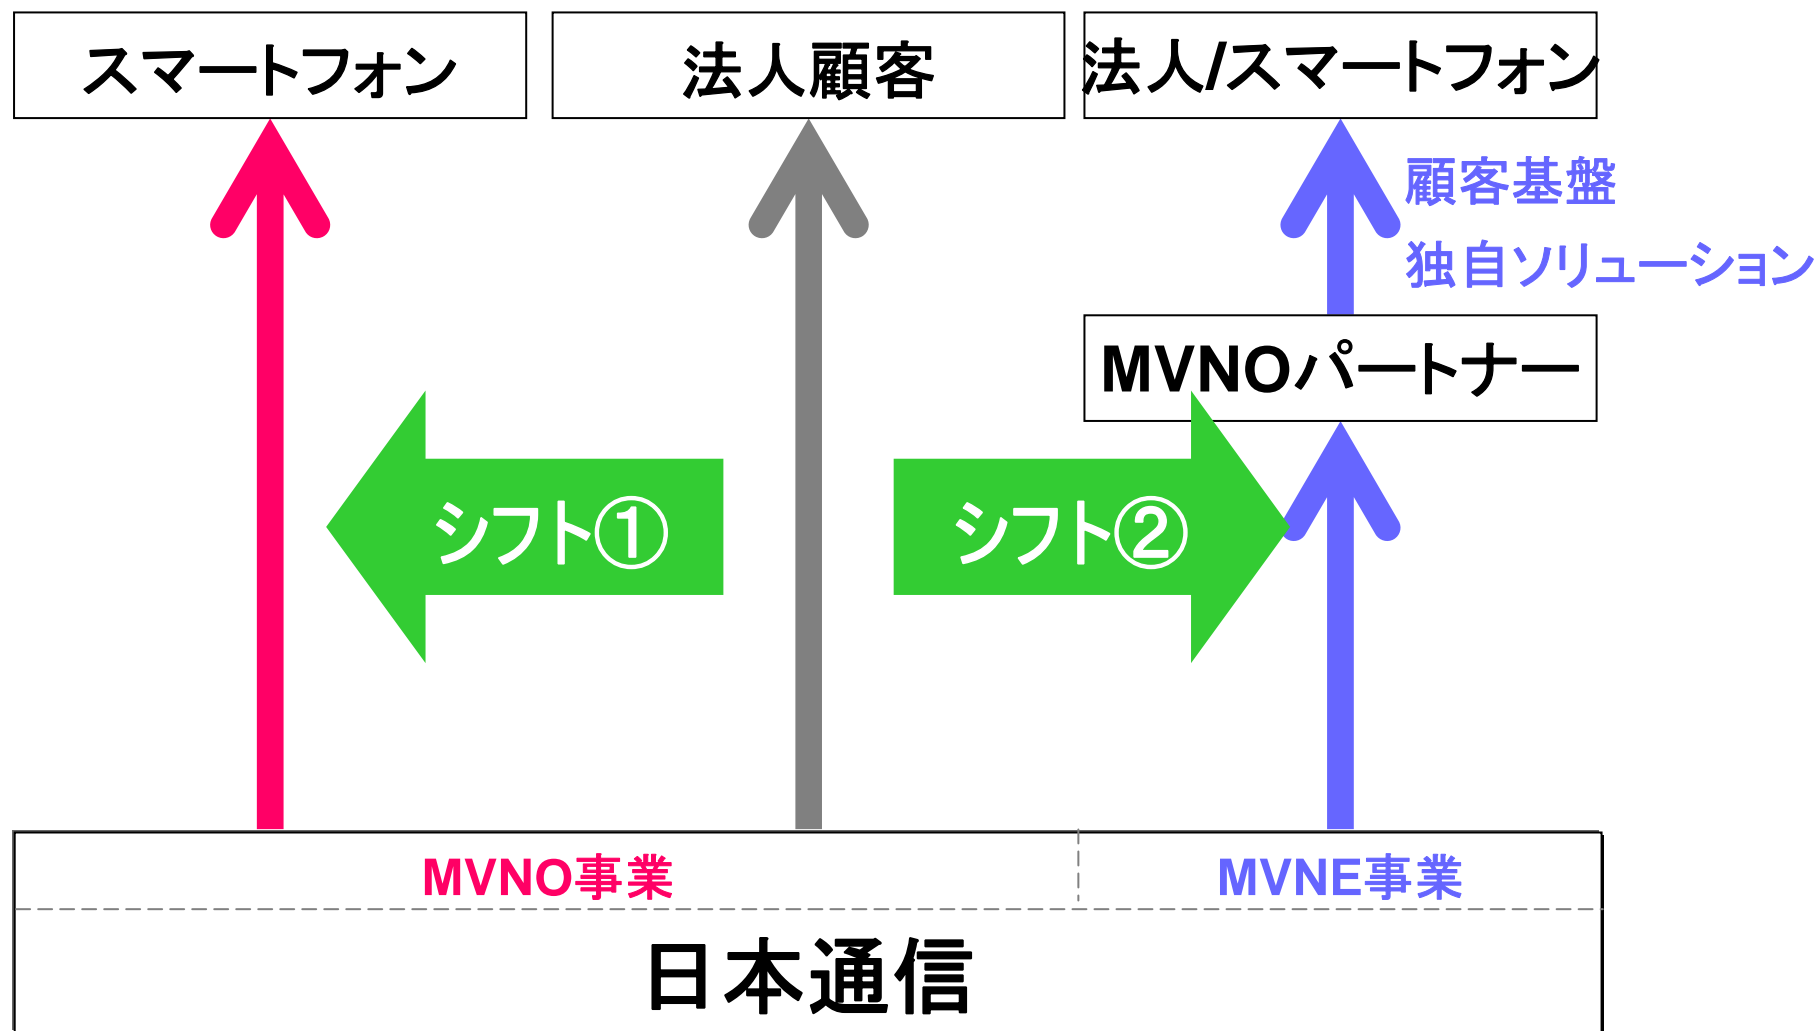 スマートフォン
法人顧客
法人/スマートフォン
顧客基盤
独自ソリューション
MVNOパートナー
シフト①
シフト②
MVNO事業
MVNE事業
日本通信